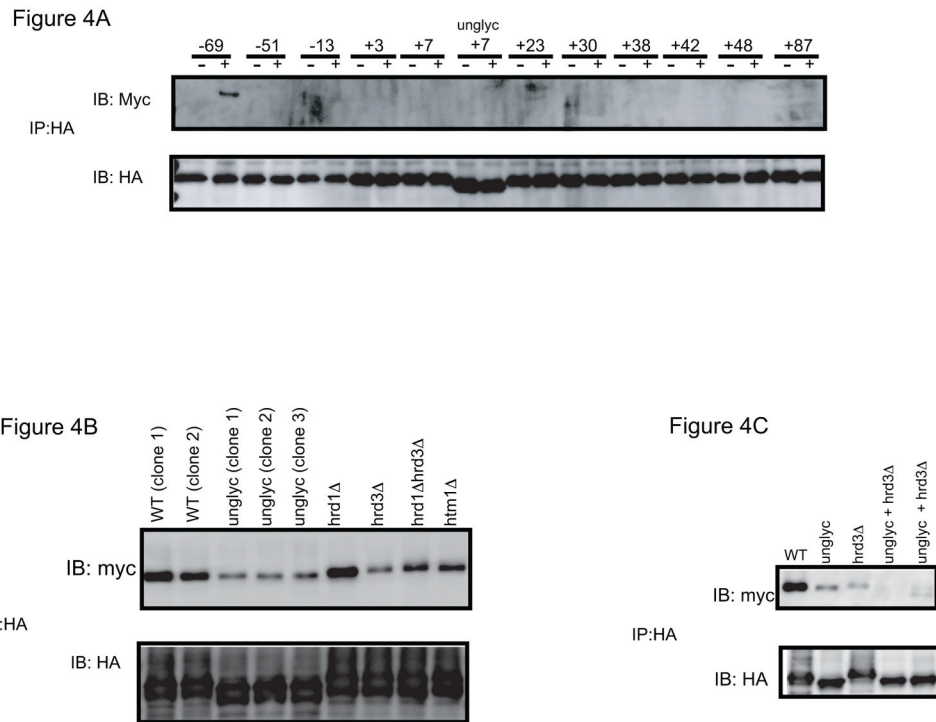 Figure 4A
unglyc
-69 -51 -13 +3 +7 +7 +23 +30 +38 +42 +48 +87
- + - + - + - + - + - + - + - + - + - + - + - +
IB: Myc
IP:HA
IB: HA
Figure 4B
WT (clone 1)
WT (clone 2)
unglyc (clone 1)
unglyc (clone 2)
unglyc (clone 3)
hrd1Δ
hrd3Δ
hrd1Δhrd3Δ
htm1Δ
IB: myc
:HA
IB: HA
Figure 4C
WT
unglyc
hrd3Δ
unglyc + hrd3Δ
unglyc + hrd3Δ
IB: myc
IP:HA
IB: HA